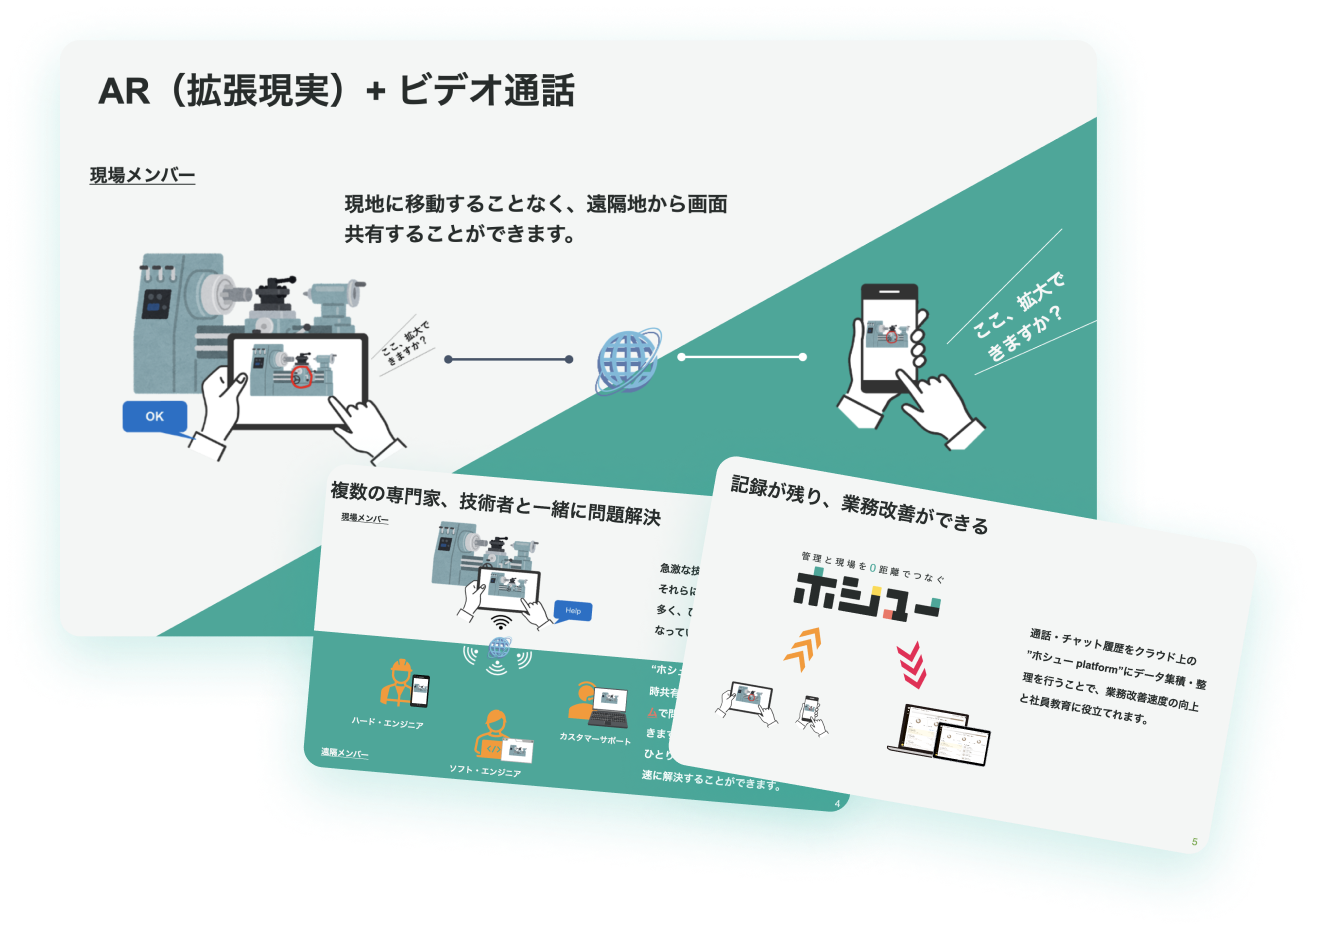 AR（拡張現実）+ ビデオ通話
現場メンバー
現地に移動することなく、遠隔地から画面
共有することができます。
ここ、拡大で
きますか？
OK
ここ、拡大で
きますか？
複数の専門家、技術者と一緒に問題解決
現場メンバー
急激な技
それらに
多く、ひ
なってい
Help
"ホシュ
時共有
ムで問
きます
ひとり
速に解決することができます。
ハード・エンジニア
ソフト・エンジニア
カスタマーサポート
遠隔メンバー
4
記録が残り、業務改善ができる
管理と現場を0距離でつなぐ
ホシュー
通話・チャット履歴をクラウド上の
"ホシュー platform"にデータ集積・整
理を行うことで、業務改善速度の向上
と社員教育に役立てれます。
5